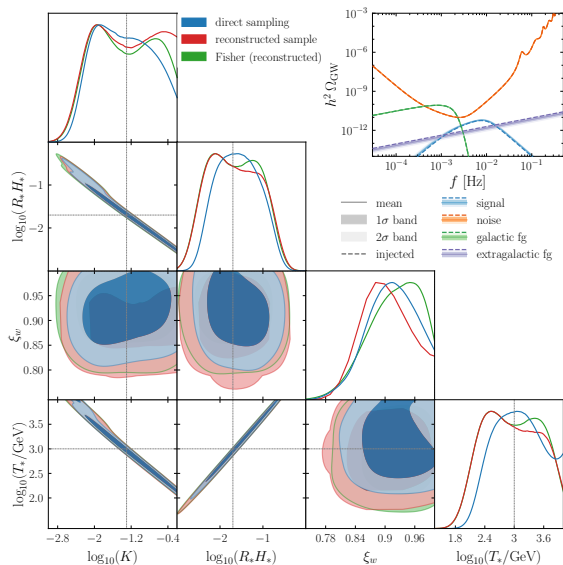 direct sampling
reconstructed sample
Fisher (reconstructed)
10⁻³
10⁻⁶
10⁻⁹
10⁻¹²
h² Ω_GW
10⁻⁴ 10⁻³ 10⁻² 10⁻¹
f [Hz]
mean
1σ band
2σ band
injected
signal
noise
galactic fg
extragalactic fg
−1
−2
log₁₀(R∗H∗)
0.95
0.90
0.85
0.80
ξ_w
3.5
3.0
2.5
2.0
log₁₀(T∗/GeV)
−2.8 −2 −1.2 −0.4
log₁₀(K)
−2 −1
log₁₀(R∗H∗)
0.78 0.84 0.9 0.96
ξ_w
1.2 2.4 3.0 3.6
log₁₀(T∗/GeV)